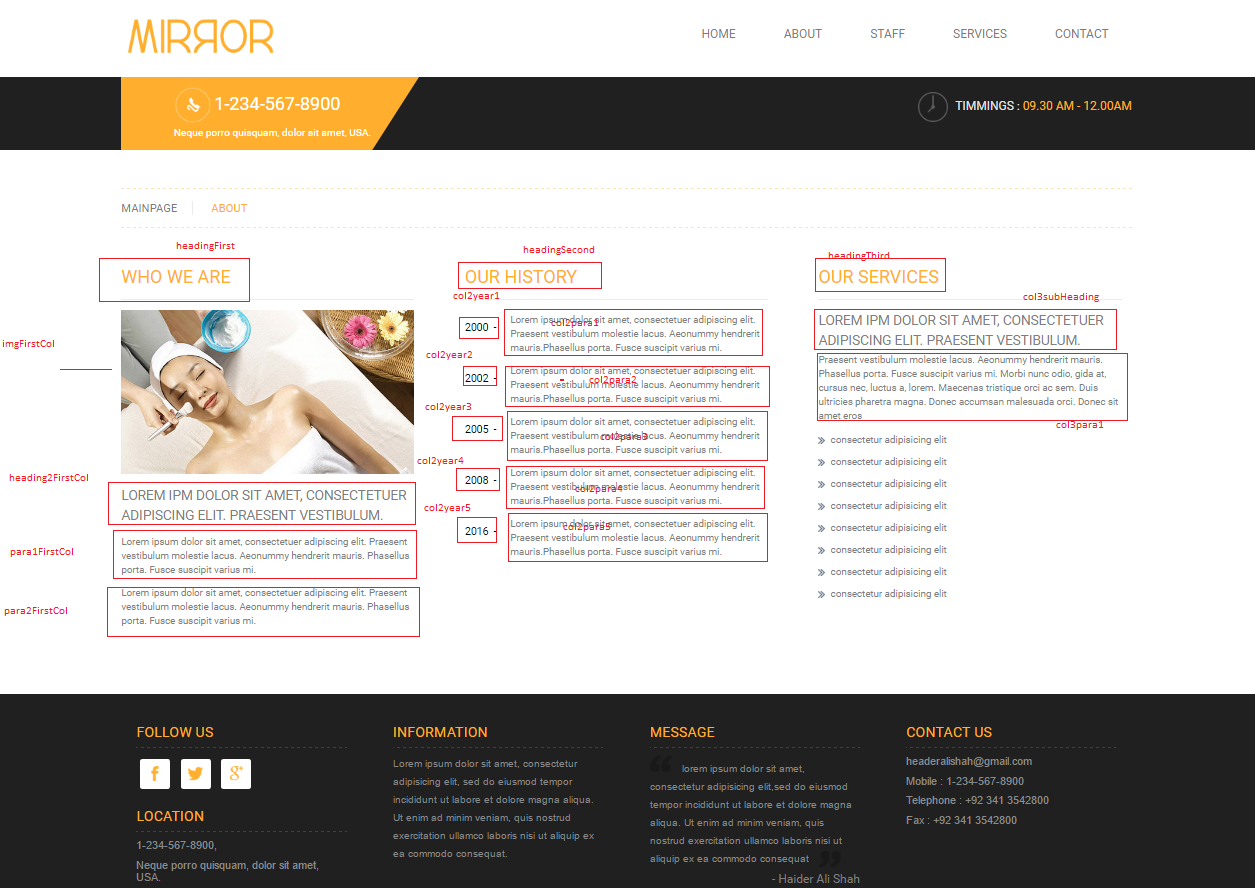 MIRROR
HOME ABOUT STAFF SERVICES CONTACT
1-234-567-8900
Neque porro quisquam, dolor sit amet, USA.
TIMMINGS : 09.30 AM - 12.00AM
MAINPAGE ABOUT
headingFirst
WHO WE ARE
imgFirstCol
heading2FirstCol
LOREM IPM DOLOR SIT AMET, CONSECTETUER
ADIPISCING ELIT. PRAESENT VESTIBULUM.
para1FirstCol
Lorem ipsum dolor sit amet, consectetuer adipiscing elit. Praesent
vestibulum molestie lacus. Aeonummy hendrerit mauris. Phasellus
porta. Fusce suscipit varius mi.
para2FirstCol
Lorem ipsum dolor sit amet, consectetuer adipiscing elit. Praesent
vestibulum molestie lacus. Aeonummy hendrerit mauris. Phasellus
porta. Fusce suscipit varius mi.
headingSecond
OUR HISTORY
col2year1
2000 -
col2para1
Lorem ipsum dolor sit amet, consectetuer adipiscing elit.
Praesent vestibulum molestie lacus. Aeonummy hendrerit
mauris.Phasellus porta. Fusce suscipit varius mi.
col2year2
2002 -
col2para2
Lorem ipsum dolor sit amet, consectetuer adipiscing elit.
Praesent vestibulum molestie lacus. Aeonummy hendrerit
mauris.Phasellus porta. Fusce suscipit varius mi.
col2year3
2005 -
col2para3
Lorem ipsum dolor sit amet, consectetuer adipiscing elit.
Praesent vestibulum molestie lacus. Aeonummy hendrerit
mauris.Phasellus porta. Fusce suscipit varius mi.
col2year4
2008 -
col2para4
Lorem ipsum dolor sit amet, consectetuer adipiscing elit.
Praesent vestibulum molestie lacus. Aeonummy hendrerit
mauris.Phasellus porta. Fusce suscipit varius mi.
col2year5
2016 -
col2para5
Lorem ipsum dolor sit amet, consectetuer adipiscing elit.
Praesent vestibulum molestie lacus. Aeonummy hendrerit
mauris.Phasellus porta. Fusce suscipit varius mi.
headingThird
OUR SERVICES
col3subHeading
LOREM IPM DOLOR SIT AMET, CONSECTETUER
ADIPISCING ELIT. PRAESENT VESTIBULUM.
Praesent vestibulum molestie lacus. Aeonummy hendrerit mauris.
Phasellus porta. Fusce suscipit varius mi. Morbi nunc odio, gida at,
cursus nec, luctus a, lorem. Maecenas tristique orci ac sem. Duis
ultricies pharetra magna. Donec accumsan malesuada orci. Donec sit
amet eros
col3para1
consectetur adipisicing elit
consectetur adipisicing elit
consectetur adipisicing elit
consectetur adipisicing elit
consectetur adipisicing elit
consectetur adipisicing elit
consectetur adipisicing elit
consectetur adipisicing elit
FOLLOW US
LOCATION
1-234-567-8900,
Neque porro quisquam, dolor sit amet,
USA.
INFORMATION
Lorem ipsum dolor sit amet, consectetur
adipisicing elit, sed do eiusmod tempor
incididunt ut labore et dolore magna aliqua.
Ut enim ad minim veniam, quis nostrud
exercitation ullamco laboris nisi ut aliquip ex
ea commodo consequat.
MESSAGE
“ lorem ipsum dolor sit amet,
consectetur adipisicing elit,sed do eiusmod
tempor incididunt ut labore et dolore magna
aliqua. Ut enim ad minim veniam, quis
nostrud exercitation ullamco laboris nisi ut
aliquip ex ea commodo consequat ”
- Haider Ali Shah
CONTACT US
headeralishah@gmail.com
Mobile : 1-234-567-8900
Telephone : +92 341 3542800
Fax : +92 341 3542800